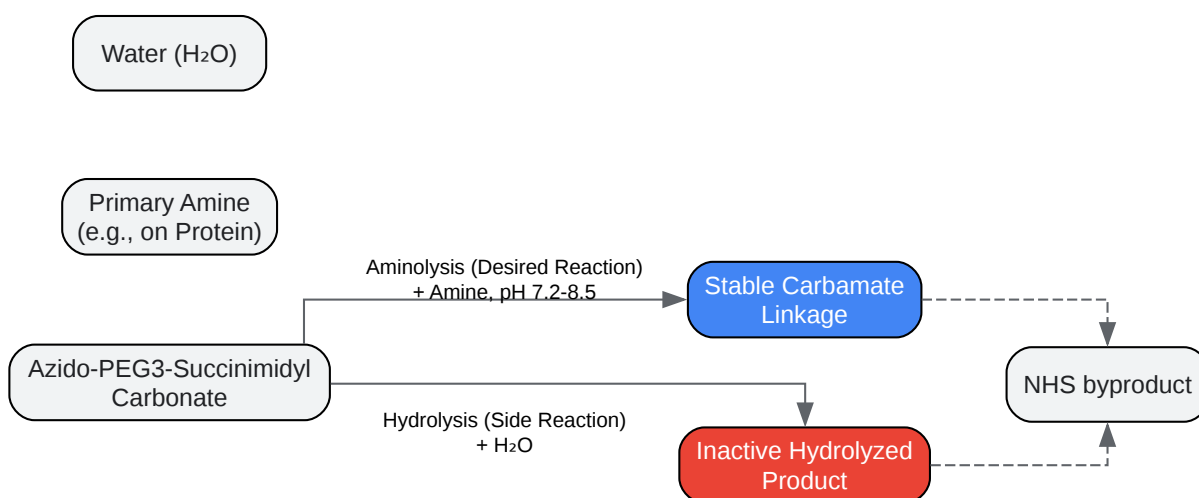 Water (H₂O)
Primary Amine
(e.g., on Protein)
Aminolysis (Desired Reaction)
+ Amine, pH 7.2-8.5
Stable Carbamate
Linkage
Azido-PEG3-Succinimidyl
Carbonate
NHS byproduct
Hydrolysis (Side Reaction)
+ H₂O
Inactive Hydrolyzed
Product